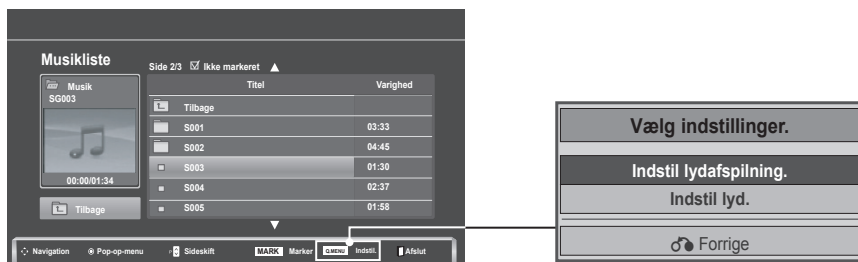 Musikliste
Side 2/3 Ikke markeret
Musik
SG003
00:00/01:34
Tilbage
Titel Varighed
Tilbage
S001 03:33
S002 04:45
S003 01:30
S004 02:37
S005 01:58
Navigation Pop-op-menu P Sideskift MARK Marker Q.MENU Indstil. Afslut
Vælg indstillinger.
Indstil lydafspilning.
Indstil lyd.
Forrige